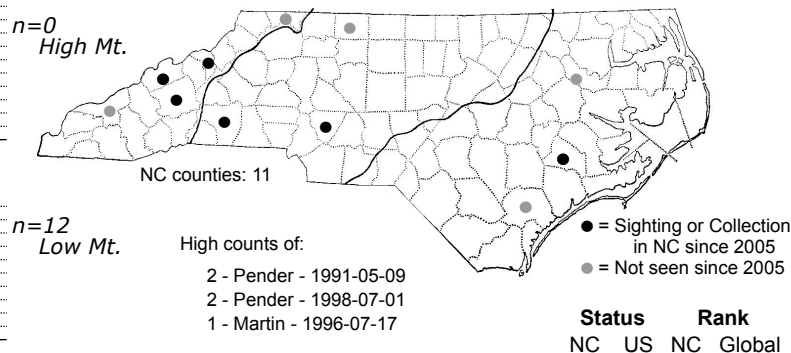 n=0
High Mt.
NC counties: 11
n=12
Low Mt.
High counts of:
2 - Pender - 1991-05-09
2 - Pender - 1998-07-01
1 - Martin - 1996-07-17
● = Sighting or Collection
in NC since 2005
● = Not seen since 2005
Status Rank
NC US NC Global